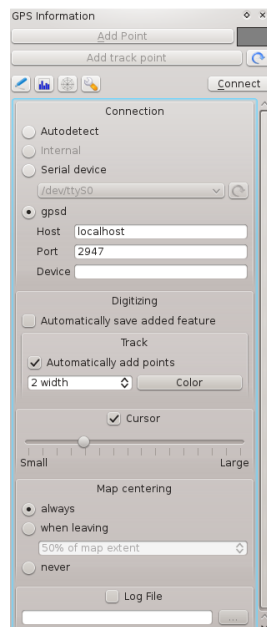 GPS Information
Add Point
Add track point
Connect
Connection
Autodetect
Internal
Serial device
/dev/ttyS0
gpsd
Host localhost
Port 2947
Device
Digitizing
Automatically save added feature
Track
Automatically add points
2 width Color
Cursor
Small Large
Map centering
always
when leaving
50% of map extent
never
Log File
...